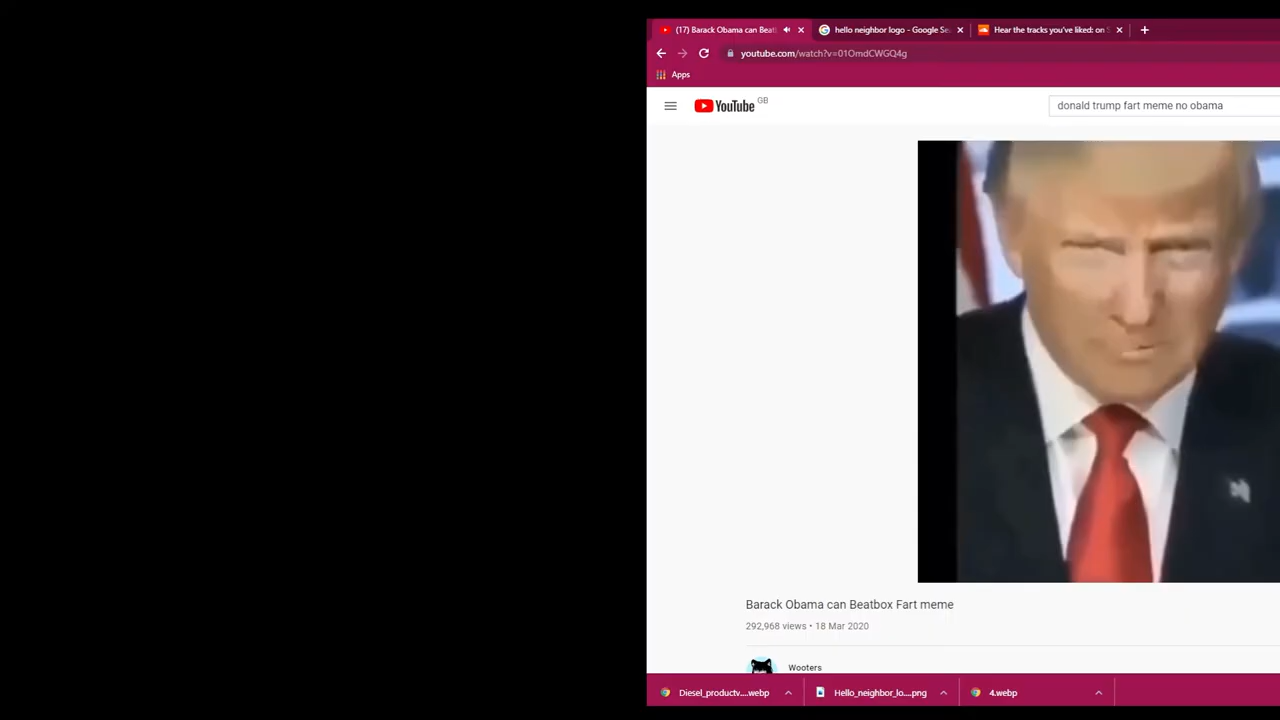 (17) Barack Obama can Beatb
hello neighbor logo - Google Se
Hear the tracks you've liked: on S
youtube.com/watch?v=01OmdCWGQ4g
Apps
YouTube GB
donald trump fart meme no obama
Barack Obama can Beatbox Fart meme
292,968 views • 18 Mar 2020
Wooters
Diesel_productv....webp
Hello_neighbor_lo....png
4.webp